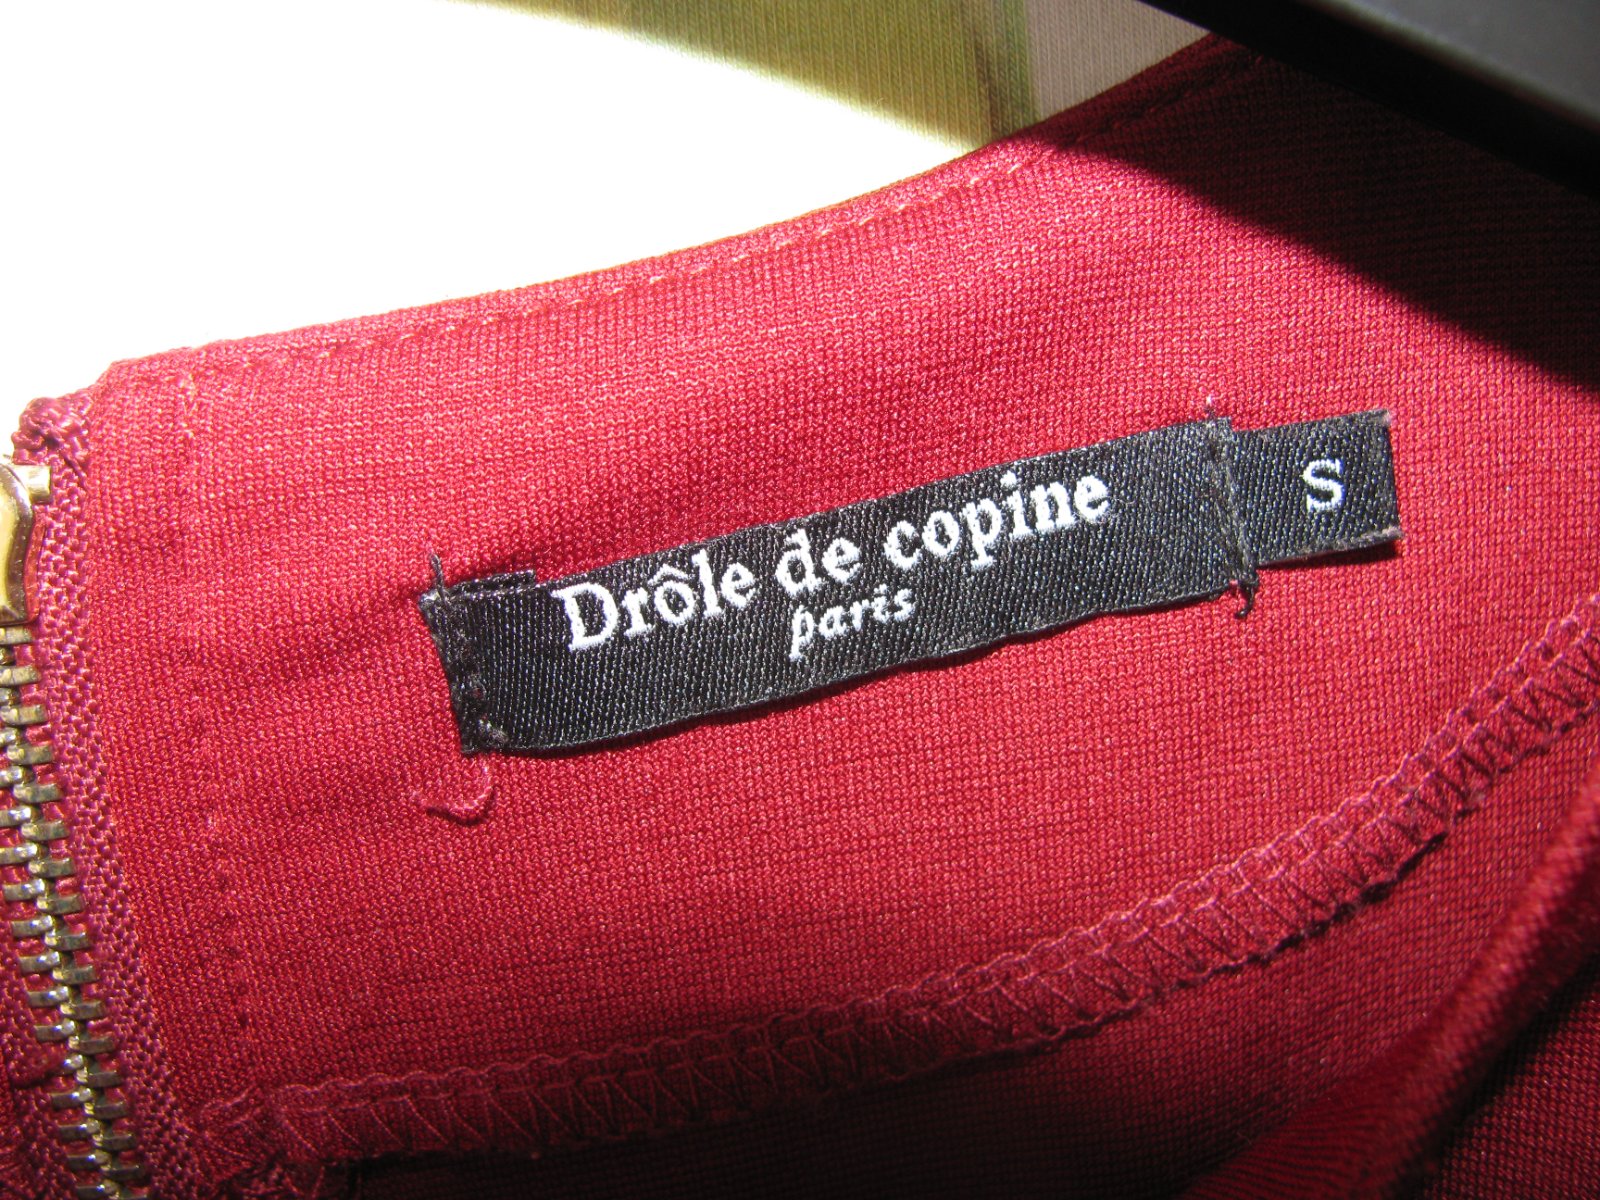 Drôle de copine
paris
S